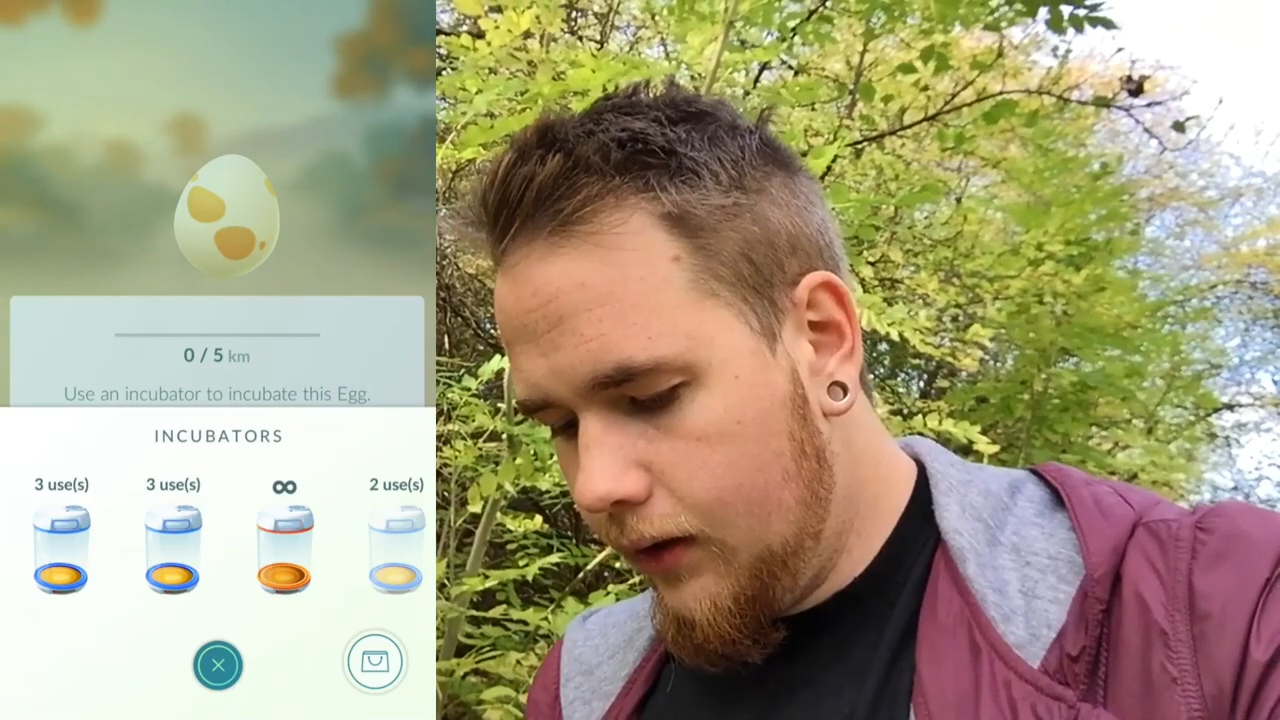 0 / 5 km
Use an incubator to incubate this Egg.
INCUBATORS
3 use(s) 3 use(s) ∞ 2 use(s)